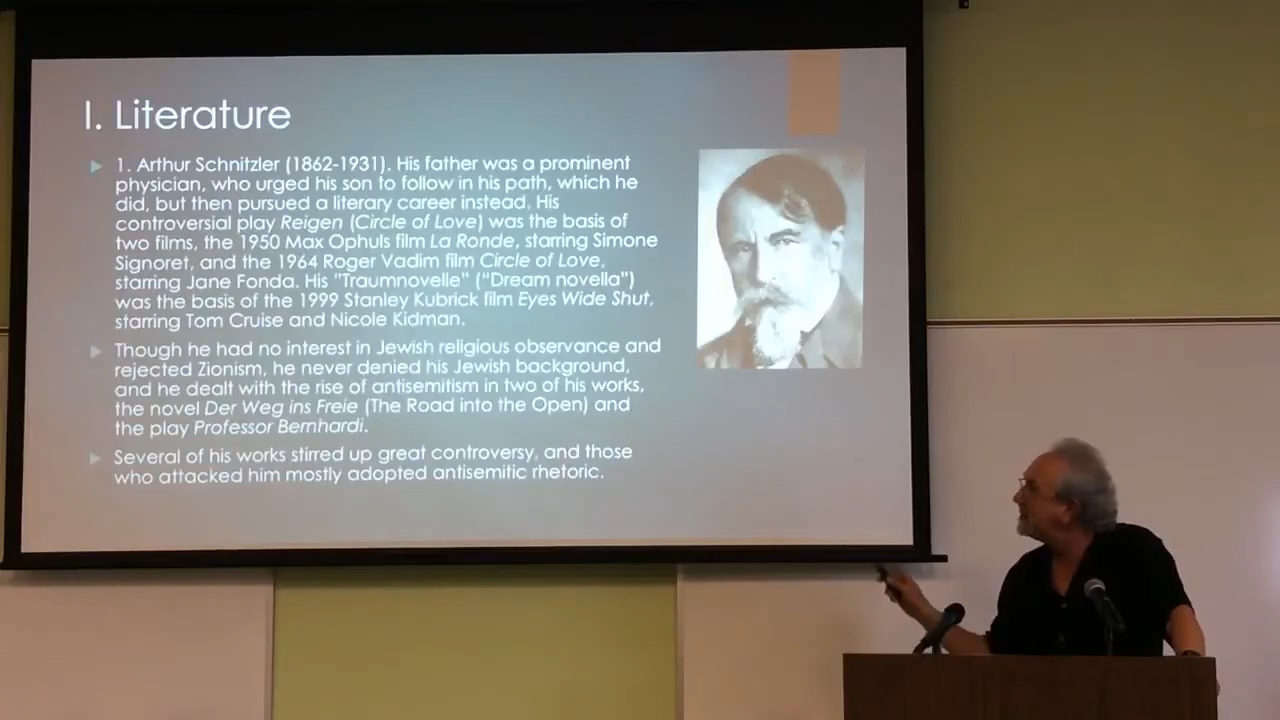 I. Literature
1. Arthur Schnitzler (1862-1931). His father was a prominent
physician, who urged his son to follow in his path, which he
did, but then pursued a literary career instead. His
controversial play Reigen (Circle of Love) was the basis of
two films, the 1950 Max Ophuls film La Ronde, starring Simone
Signoret, and the 1964 Roger Vadim film Circle of Love,
starring Jane Fonda. His "Traumnovelle" (“Dream novella”)
was the basis of the 1999 Stanley Kubrick film Eyes Wide Shut,
starring Tom Cruise and Nicole Kidman.
Though he had no interest in Jewish religious observance and
rejected Zionism, he never denied his Jewish background,
and he dealt with the rise of antisemitism in two of his works,
the novel Der Weg ins Freie (The Road into the Open) and
the play Professor Bernhardi.
Several of his works stirred up great controversy, and those
who attacked him mostly adopted antisemitic rhetoric.